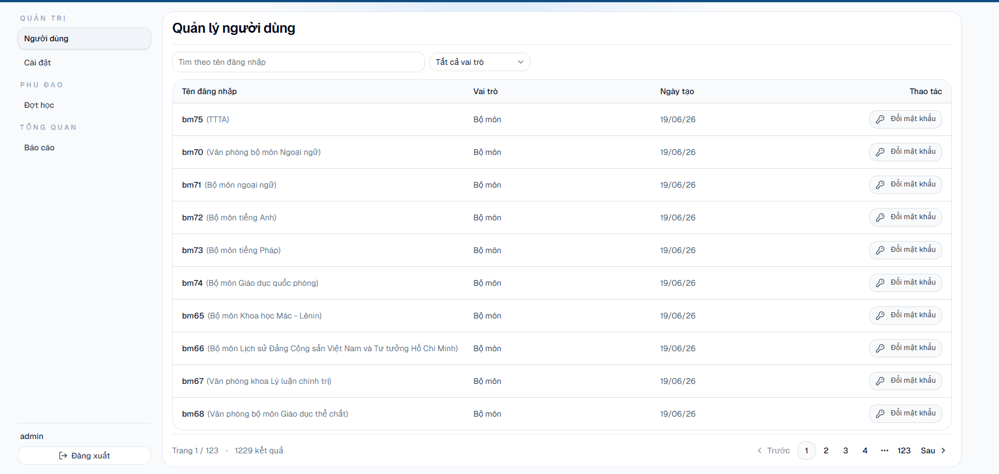 QUẢN TRỊ
Người dùng
Cài đặt
PHỤ ĐẠO
Đợt học
TỔNG QUAN
Báo cáo
admin
Đăng xuất
Quản lý người dùng
Tìm theo tên đăng nhập
Tất cả vai trò
Tên đăng nhập Vai trò Ngày tạo Thao tác
bm75 (TTTA) Bộ môn 19/06/26 Đổi mật khẩu
bm70 (Văn phòng bộ môn Ngoại ngữ) Bộ môn 19/06/26 Đổi mật khẩu
bm71 (Bộ môn ngoại ngữ) Bộ môn 19/06/26 Đổi mật khẩu
bm72 (Bộ môn tiếng Anh) Bộ môn 19/06/26 Đổi mật khẩu
bm73 (Bộ môn tiếng Pháp) Bộ môn 19/06/26 Đổi mật khẩu
bm74 (Bộ môn Giáo dục quốc phòng) Bộ môn 19/06/26 Đổi mật khẩu
bm65 (Bộ môn Khoa học Mác - Lênin) Bộ môn 19/06/26 Đổi mật khẩu
bm66 (Bộ môn Lịch sử Đảng Cộng sản Việt Nam và Tư tưởng Hồ Chí Minh) Bộ môn 19/06/26 Đổi mật khẩu
bm67 (Văn phòng khoa Lý luận chính trị) Bộ môn 19/06/26 Đổi mật khẩu
bm68 (Văn phòng bộ môn Giáo dục thể chất) Bộ môn 19/06/26 Đổi mật khẩu
Trang 1 / 123 • 1229 kết quả
Trước 1 2 3 4 ... 123 Sau